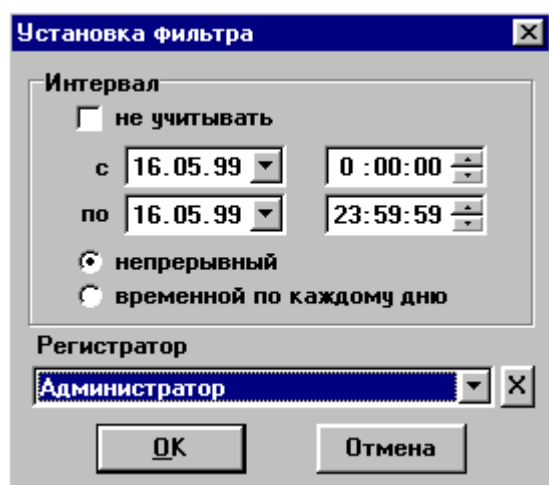 Установка фильтра
Интервал
не учитывать
с 16.05.99 0 :00:00
по 16.05.99 23:59:59
непрерывный
временной по каждому дню
Регистратор
Администратор X
OK Отмена